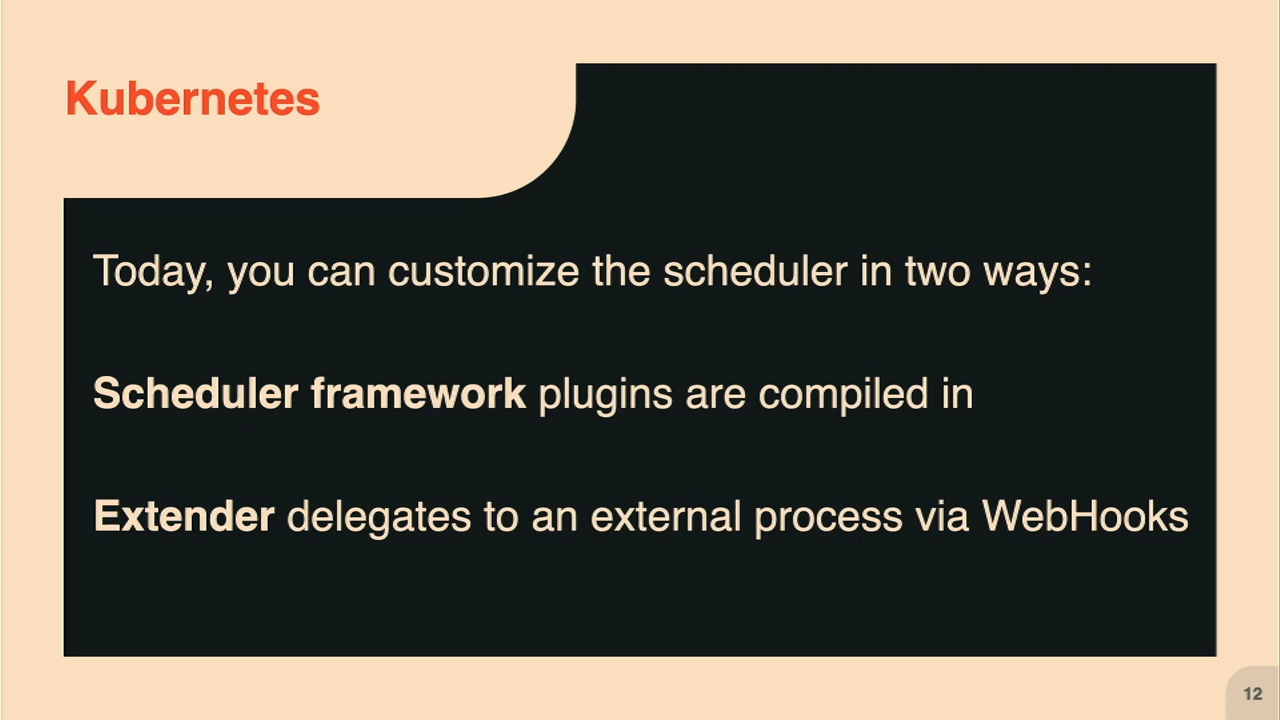 Kubernetes
Today, you can customize the scheduler in two ways:
Scheduler framework plugins are compiled in
Extender delegates to an external process via WebHooks
12